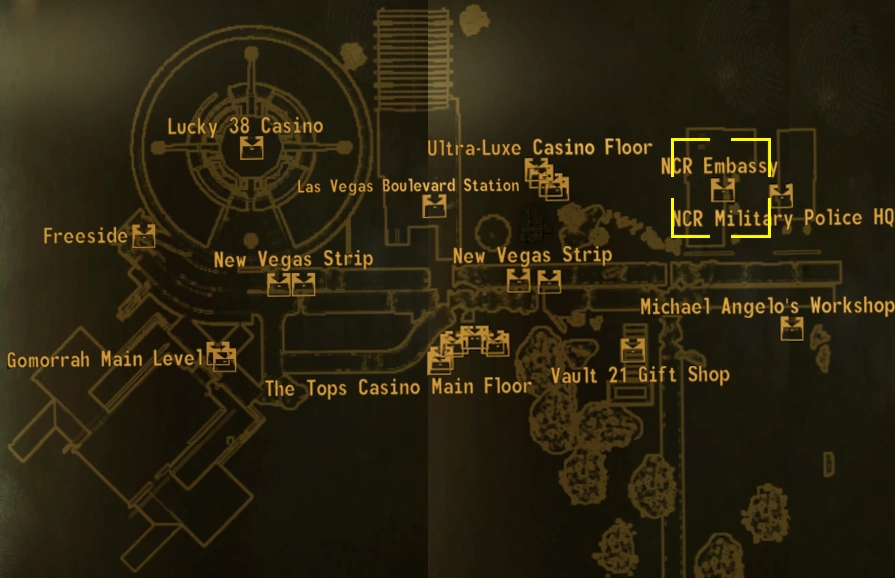 Lucky 38 Casino
Ultra-Luxe Casino Floor
NCR Embassy
Las Vegas Boulevard Station
NCR Military Police HQ
Freeside
New Vegas Strip
New Vegas Strip
Michael Angelo's Workshop
Gomorrah Main Level
The Tops Casino Main Floor
Vault 21 Gift Shop